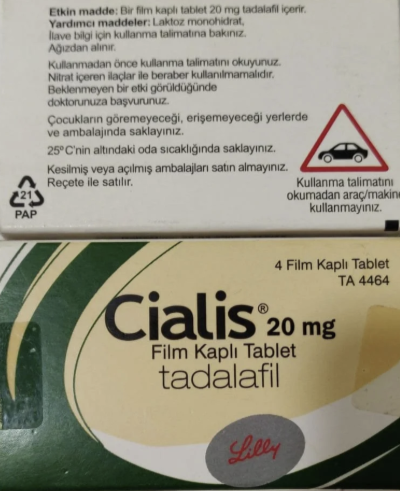 Etkin madde: Bir film kaplı tablet 20 mg tadalafil içerir.
Yardımcı maddeler: Laktoz monohidrat,
İlave bilgi için kullanma talimatına bakınız.
Ağızdan alınır.
Kullanmadan önce kullanma talimatını okuyunuz.
Nitrat içeren ilaçlar ile beraber kullanılmamalıdır.
Beklenmeyen bir etki görüldüğünde
doktorunuza başvurunuz.
Çocukların göremeyeceği, erişemeyeceği yerlerde
ve ambalajında saklayınız.
25°C'nin altındaki oda sıcaklığında saklayınız.
Kesilmiş veya açılmış ambalajları satın almayınız.
Reçete ile satılır.
21
PAP
Kullanma talimatını
okumadan araç/makine
kullanmayınız.
4 Film Kaplı Tablet
TA 4464
Cialis® 20 mg
Film Kaplı Tablet
tadalafil
Lilly